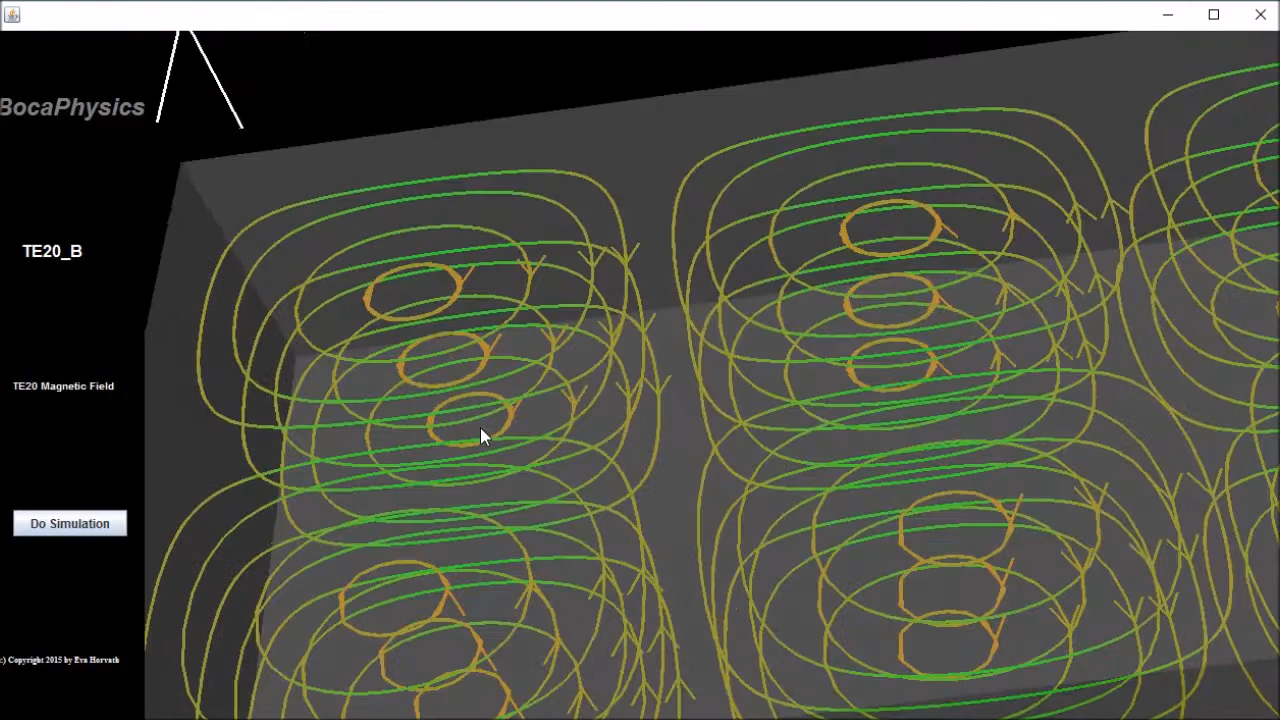 BocaPhysics
TE20_B
TE20 Magnetic Field
Do Simulation
c) Copyright 2015 by Eva Horvath